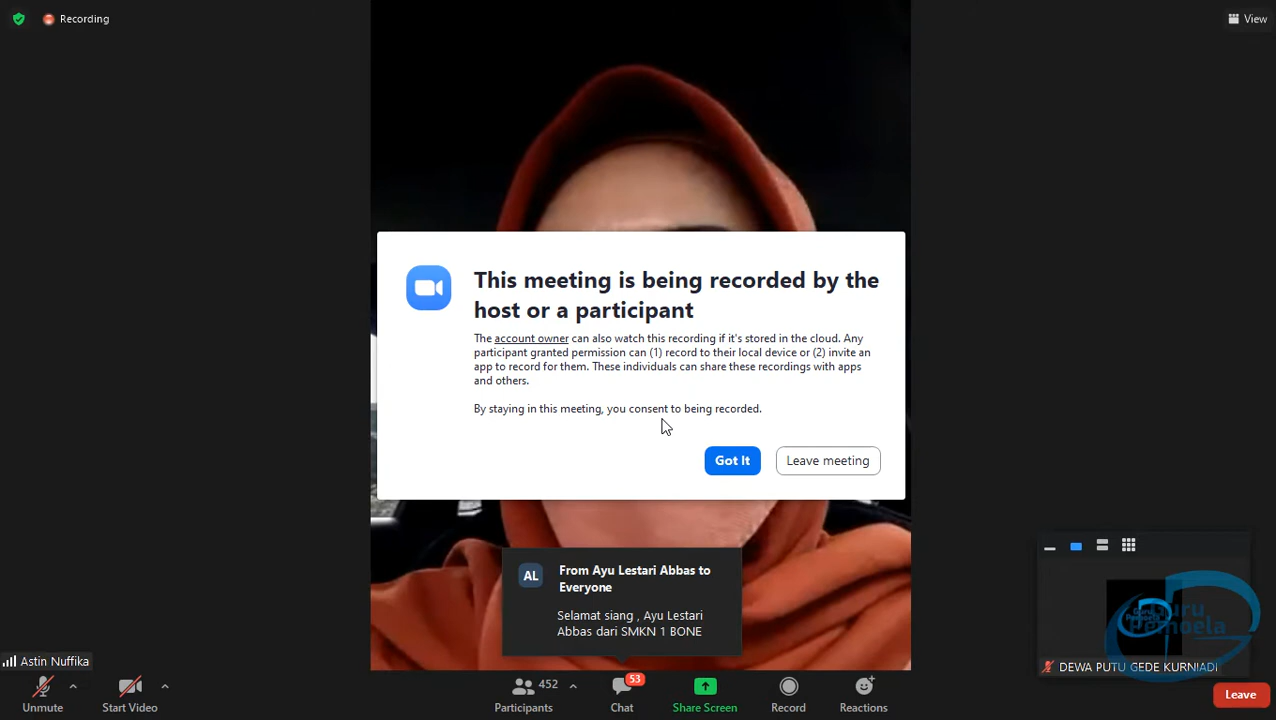 Recording
View
This meeting is being recorded by the
host or a participant
The account owner can also watch this recording if it's stored in the cloud. Any
participant granted permission can (1) record to their local device or (2) invite an
app to record for them. These individuals can share these recordings with apps
and others.
By staying in this meeting, you consent to being recorded.
Got It
Leave meeting
AL
From Ayu Lestari Abbas to
Everyone
Selamat siang , Ayu Lestari
Abbas dari SMKN 1 BONE
Guru
Pemoela
Astin Nuffika
DEWA PUTU GEDE KURNIADI
Unmute
Start Video
452
Participants
53
Chat
Share Screen
Record
Reactions
Leave